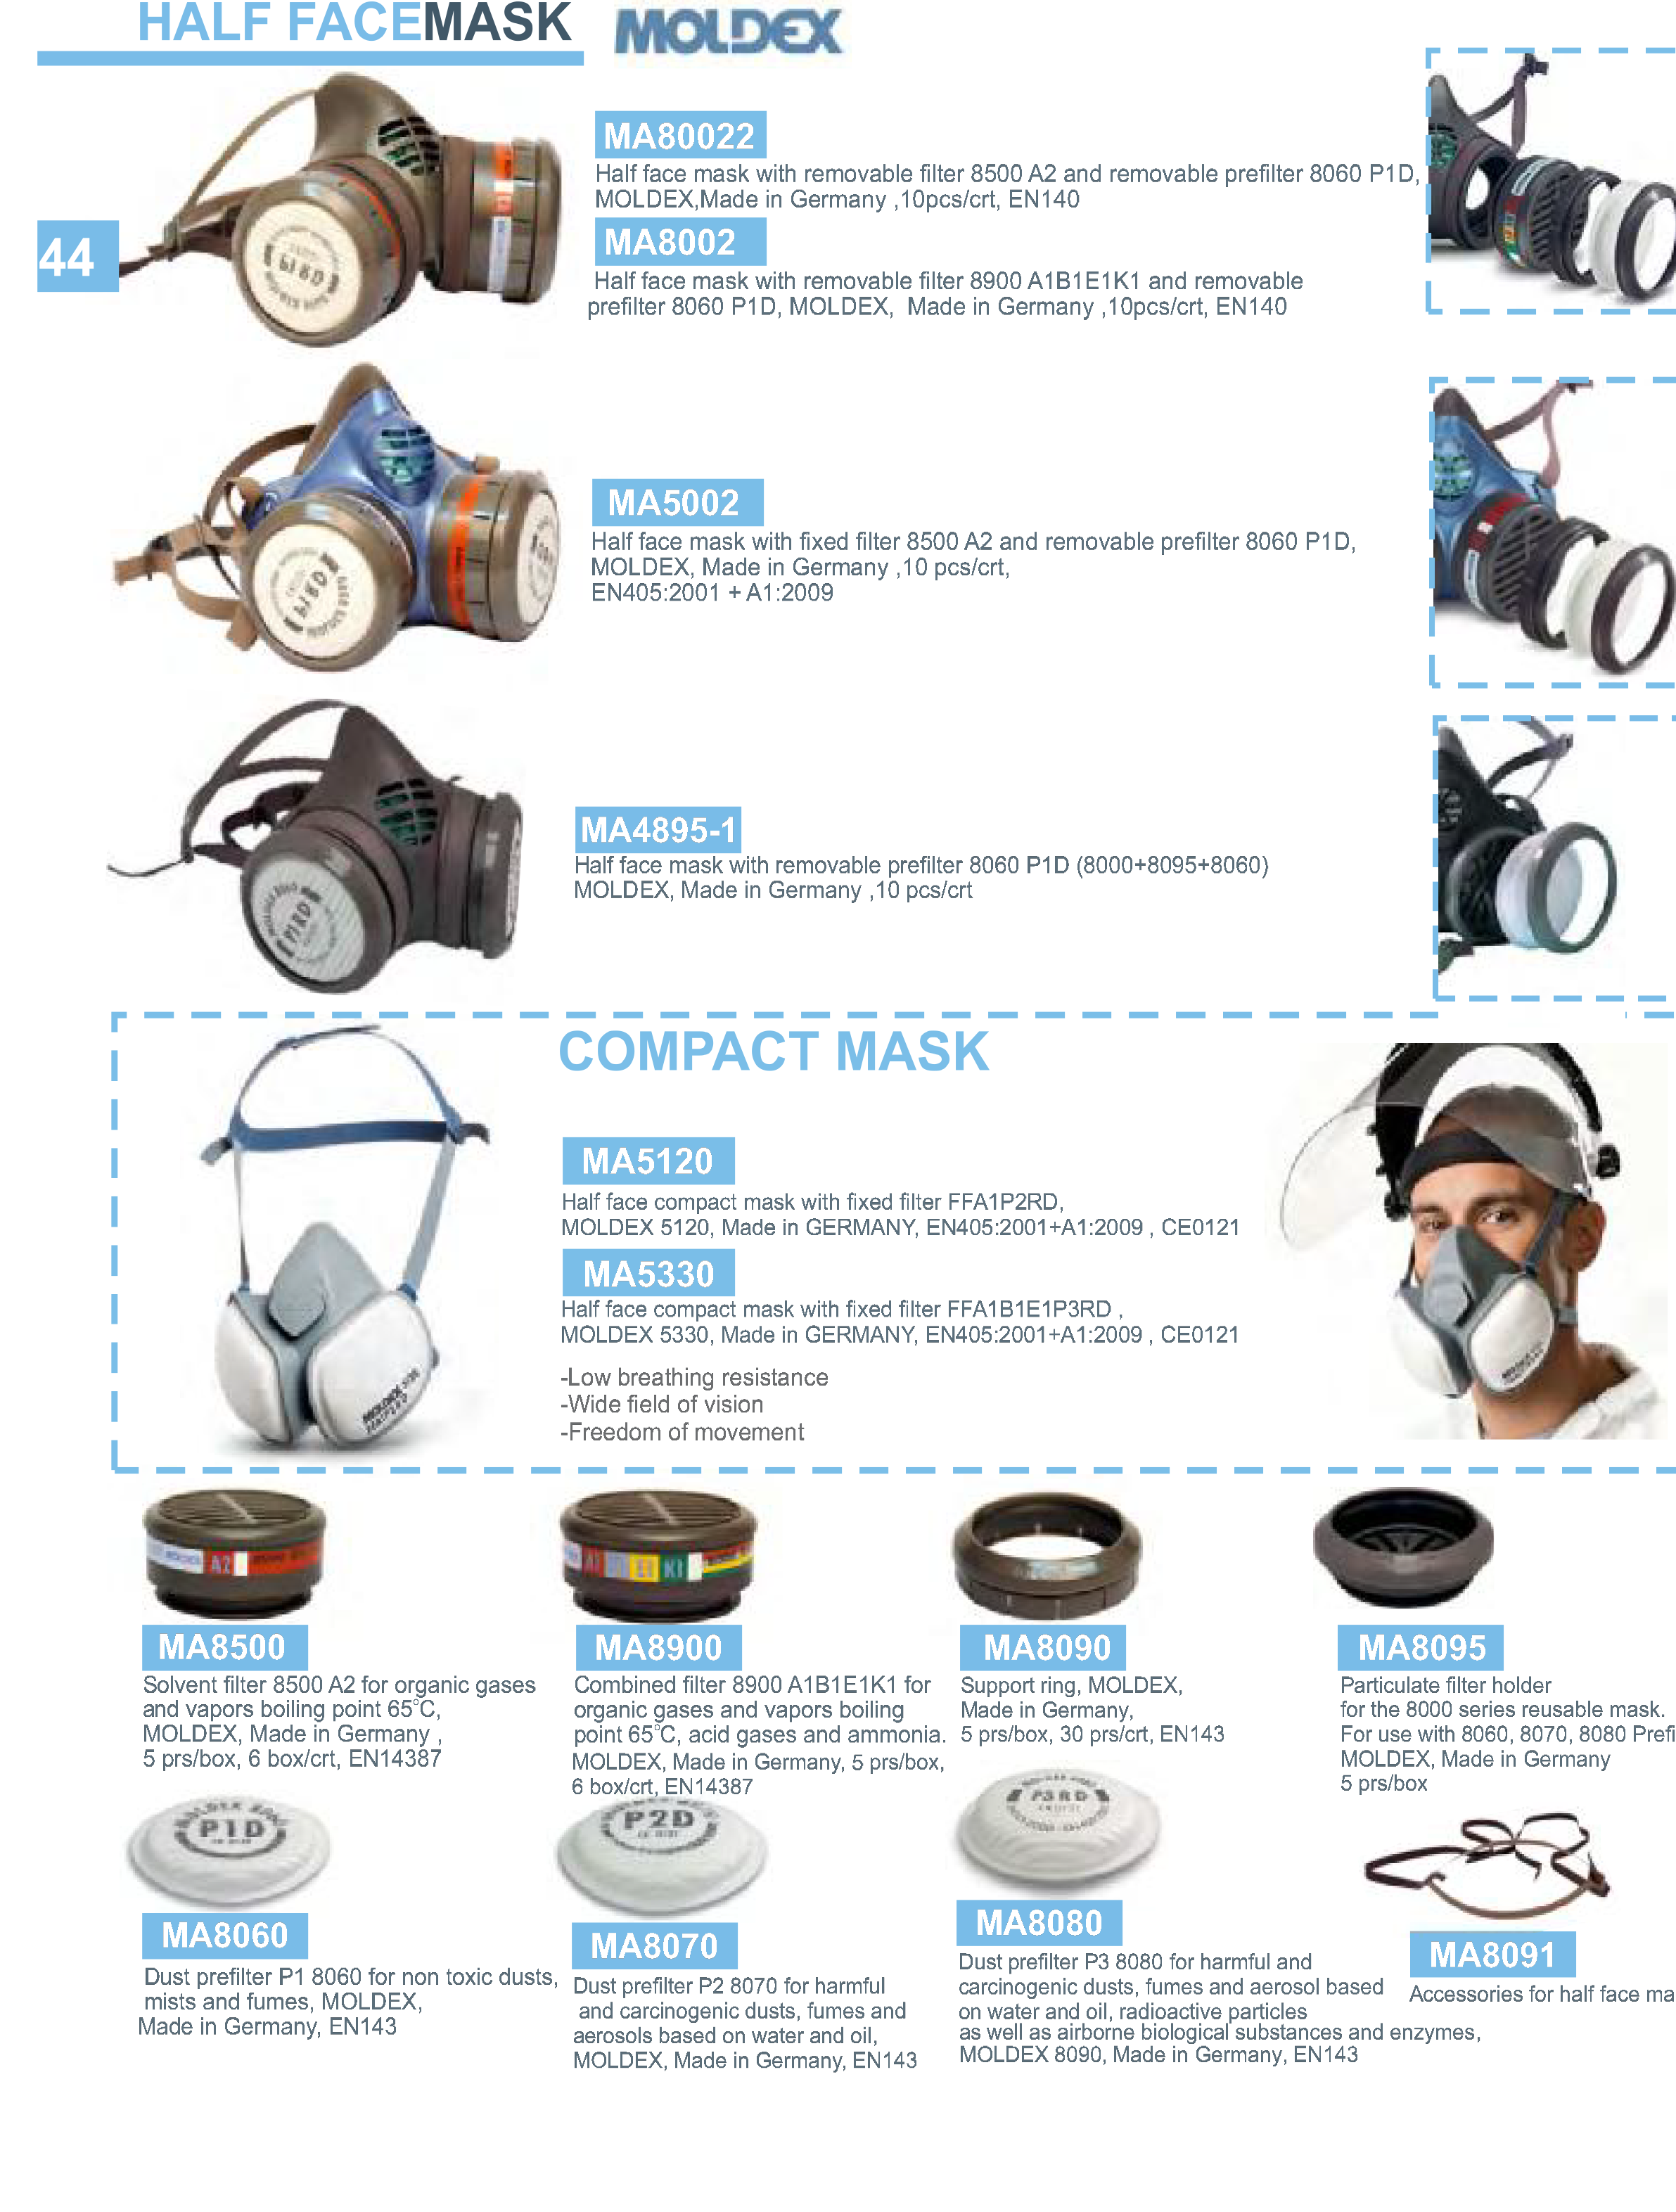 HALF FACEMASK MOLDEX
MA80022
Half face mask with removable filter 8500 A2 and removable prefilter 8060 P1D,
MOLDEX,Made in Germany ,10pcs/crt, EN140
44
MA8002
Half face mask with removable filter 8900 A1B1E1K1 and removable
prefilter 8060 P1D, MOLDEX, Made in Germany ,10pcs/crt, EN140
MA5002
Half face mask with fixed filter 8500 A2 and removable prefilter 8060 P1D,
MOLDEX, Made in Germany ,10 pcs/crt,
EN405:2001 + A1:2009
MA4895-1
Half face mask with removable prefilter 8060 P1D (8000+8095+8060)
MOLDEX, Made in Germany ,10 pcs/crt
COMPACT MASK
MA5120
Half face compact mask with fixed filter FFA1P2RD,
MOLDEX 5120, Made in GERMANY, EN405:2001+A1:2009 , CE0121
MA5330
Half face compact mask with fixed filter FFA1B1E1P3RD ,
MOLDEX 5330, Made in GERMANY, EN405:2001+A1:2009 , CE0121
-Low breathing resistance
-Wide field of vision
-Freedom of movement
A2
K1
MA8500
Solvent filter 8500 A2 for organic gases
and vapors boiling point 65°C,
MOLDEX, Made in Germany ,
5 prs/box, 6 box/crt, EN14387
MA8900
Combined filter 8900 A1B1E1K1 for
organic gases and vapors boiling
point 65°C, acid gases and ammonia.
MOLDEX, Made in Germany, 5 prs/box,
6 box/crt, EN14387
MA8090
Support ring, MOLDEX,
Made in Germany,
5 prs/box, 30 prs/crt, EN143
MA8095
Particulate filter holder
for the 8000 series reusable mask.
For use with 8060, 8070, 8080 Prefi
MOLDEX, Made in Germany
5 prs/box
P1D
MA8060
Dust prefilter P1 8060 for non toxic dusts,
mists and fumes, MOLDEX,
Made in Germany, EN143
P2D
MA8070
Dust prefilter P2 8070 for harmful
and carcinogenic dusts, fumes and
aerosols based on water and oil,
MOLDEX, Made in Germany, EN143
P3 R D
MA8080
Dust prefilter P3 8080 for harmful and
carcinogenic dusts, fumes and aerosol based
on water and oil, radioactive particles
as well as airborne biological substances and enzymes,
MOLDEX 8090, Made in Germany, EN143
MA8091
Accessories for half face ma